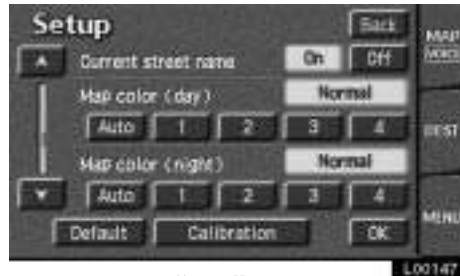 Setup Back
MAP
VOICE
Current street name On Off
Map color (day) Normal
Auto 1 2 3 4
DEST
Map color (night) Normal
Auto 1 2 3 4
MENU
Default Calibration OK
L00147